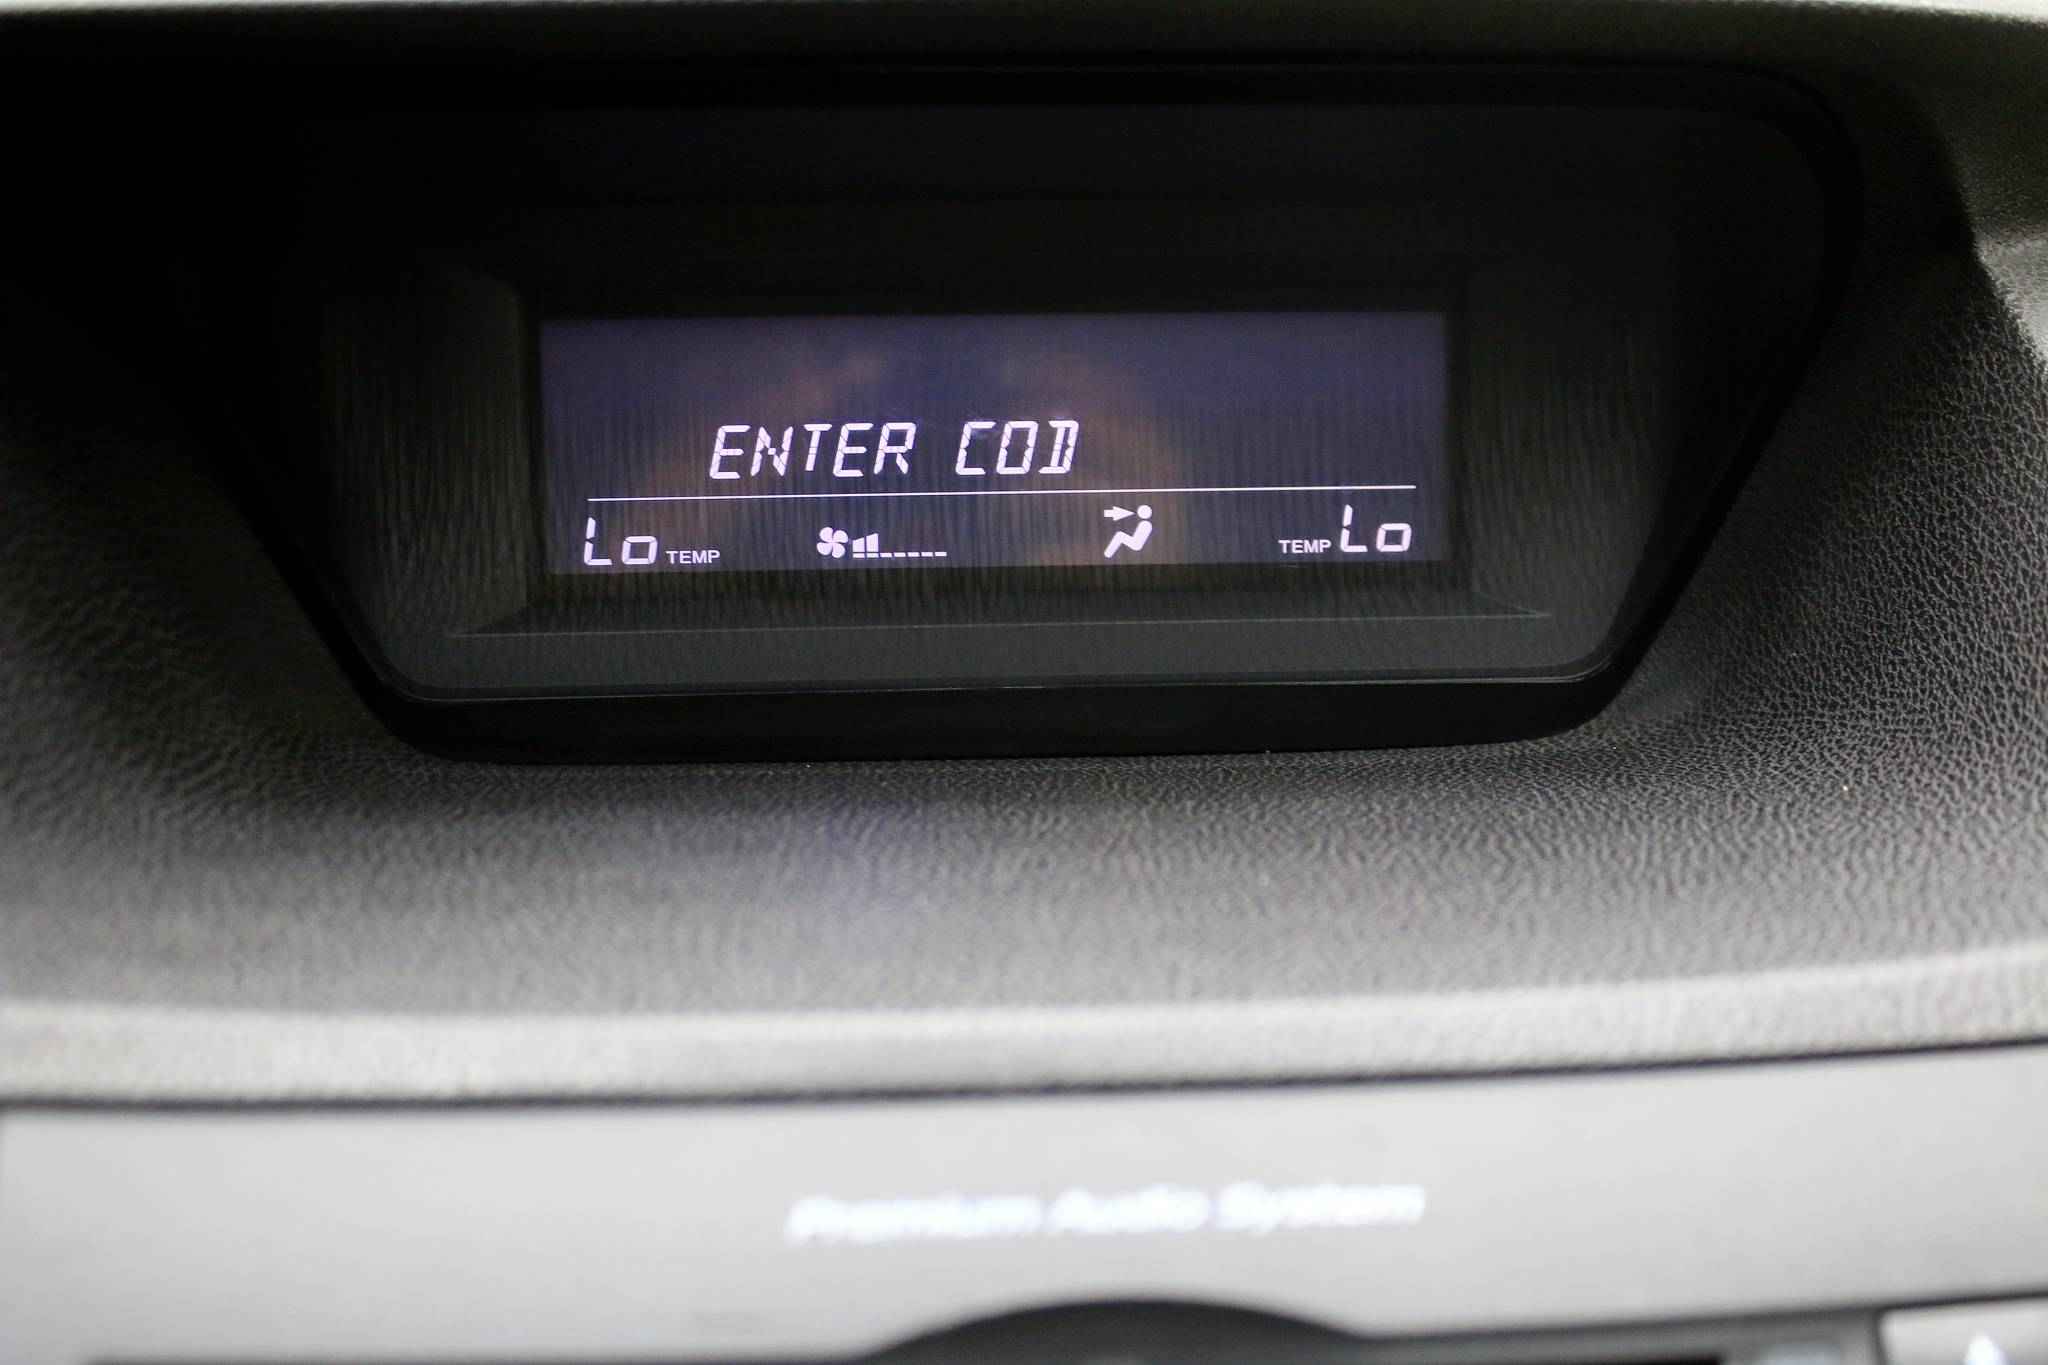 ENTER COD
Lo TEMP TEMP Lo
Premium Audio System